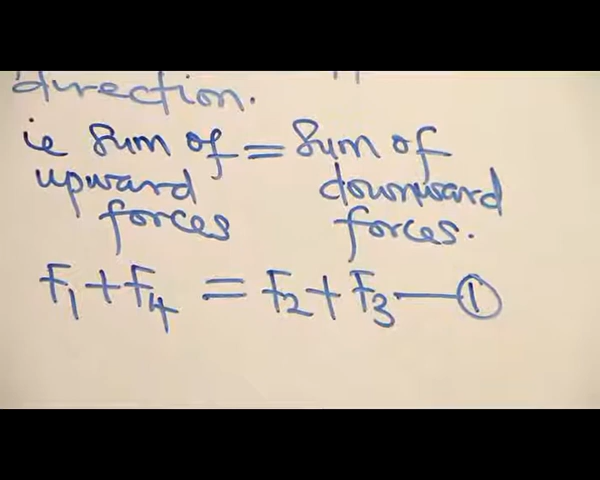 direction.
ie Sum of = Sum of
upward downward
forces forces.
F1 + F4 = F2 + F3 — ①